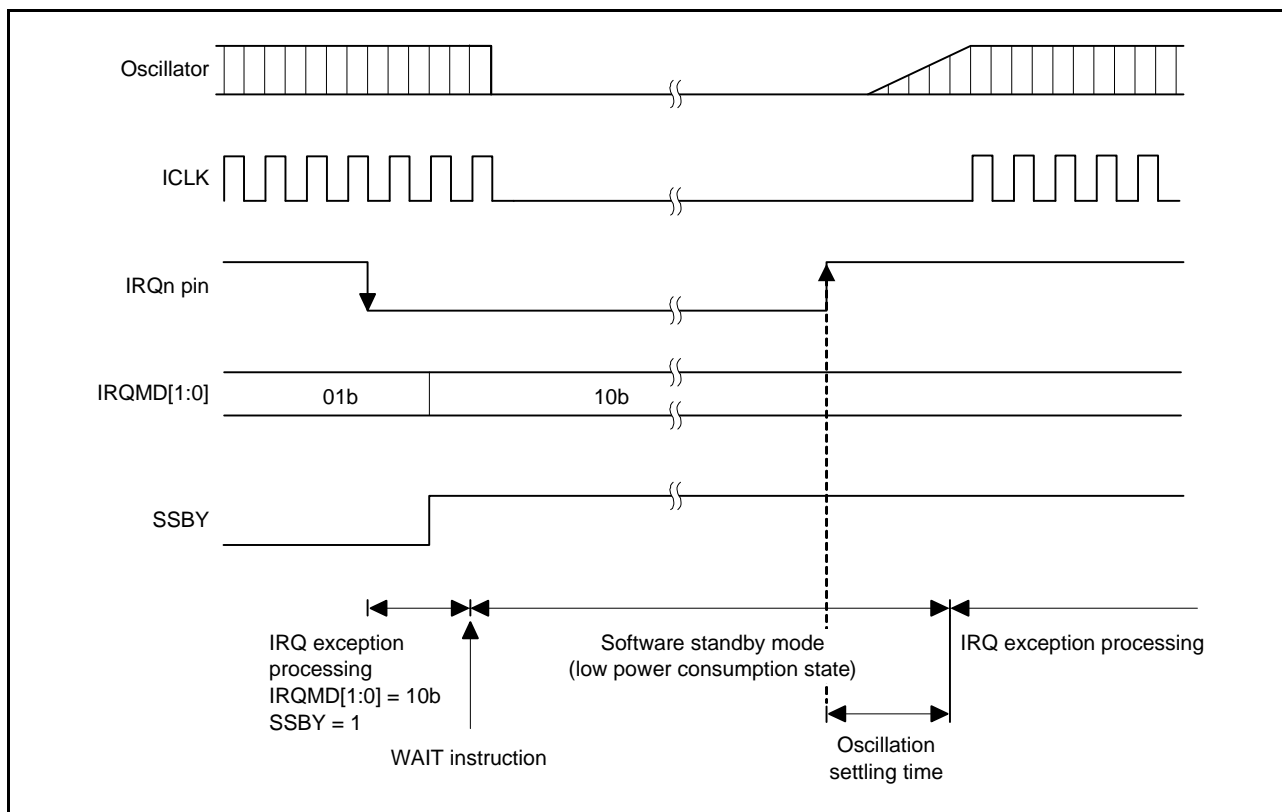 Oscillator
ICLK
IRQn pin
IRQMD[1:0]
01b
10b
SSBY
IRQ exception
processing
IRQMD[1:0] = 10b
SSBY = 1
WAIT instruction
Software standby mode
(low power consumption state)
Oscillation
settling time
IRQ exception processing